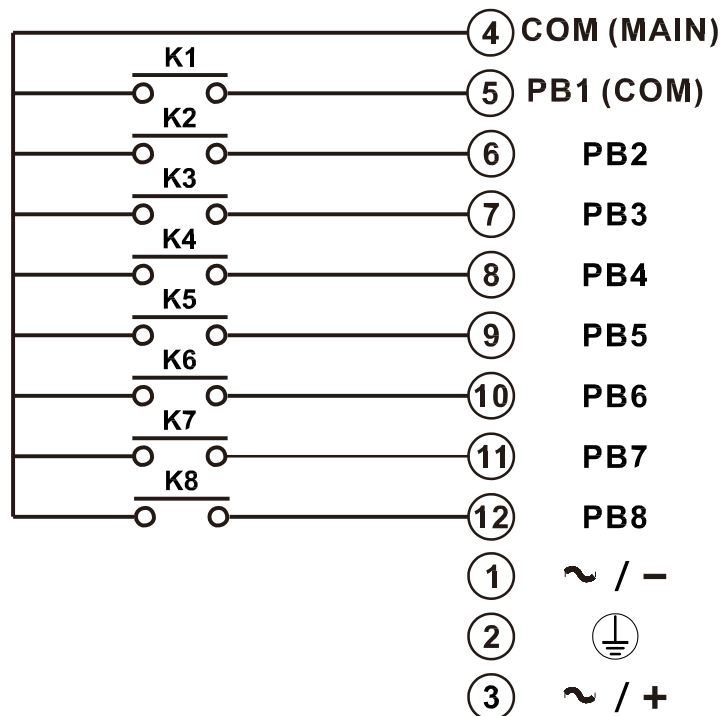 4 COM (MAIN)
K1
5 PB1 (COM)
K2
6 PB2
K3
7 PB3
K4
8 PB4
K5
9 PB5
K6
10 PB6
K7
11 PB7
K8
12 PB8
1 ~ / −
2
3 ~ / +